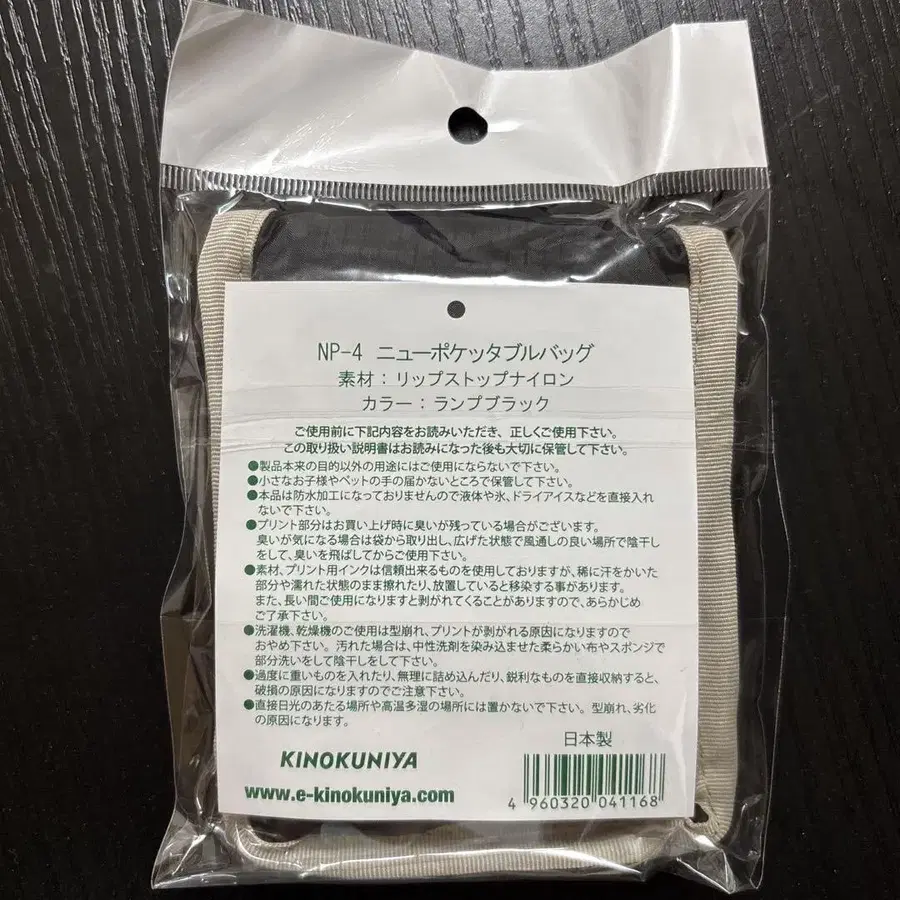 NP-4 ニューポケッタブルバッグ
素材：リップストップナイロン
カラー：ランプブラック
ご使用前に下記内容をお読みいただき、正しくご使用下さい。
この取り扱い説明書はお読みになった後も大切に保管して下さい。
●製品本来の目的以外の用途にはご使用にならないで下さい。
●小さなお子様やペットの手の届かないところで保管して下さい。
●本品は防水加工になっておりませんので液体や氷、ドライアイスなどを直接入れ
ないで下さい。
●プリント部分はお買い上げ時に臭いが残っている場合がございます。
臭いが気になる場合は袋から取り出し、広げた状態で風通しの良い場所で陰干し
をして、臭いを飛ばしてからご使用下さい。
●素材、プリント用インクは信頼出来るものを使用しておりますが、稀に汗をかいた
部分や濡れた状態のまま擦れたり、放置していると移染する事があります。
また、長い間ご使用になりますと剥がれてくることがありますので、あらかじめ
ご了承下さい。
●洗濯機、乾燥機のご使用は型崩れ、プリントが剥がれる原因になりますので
おやめ下さい。汚れた場合は、中性洗剤を染み込ませた柔らかい布やスポンジで
部分洗いをして陰干しをして下さい。
●過度に重いものを入れたり、無理に詰め込んだり、鋭利なものを直接収納すると、
破損の原因になりますのでご注意下さい。
●直接日光のあたる場所や高温多湿の場所には置かないで下さい。型崩れ、劣化
の原因になります。
日本製
KINOKUNIYA
www.e-kinokuniya.com
4 960320 041168